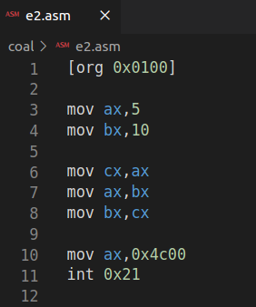 ASM e2.asm ×
coal > ASM e2.asm
1 [org 0x0100]
2
3 mov ax,5
4 mov bx,10
5
6 mov cx,ax
7 mov ax,bx
8 mov bx,cx
9
10 mov ax,0x4c00
11 int 0x21
12